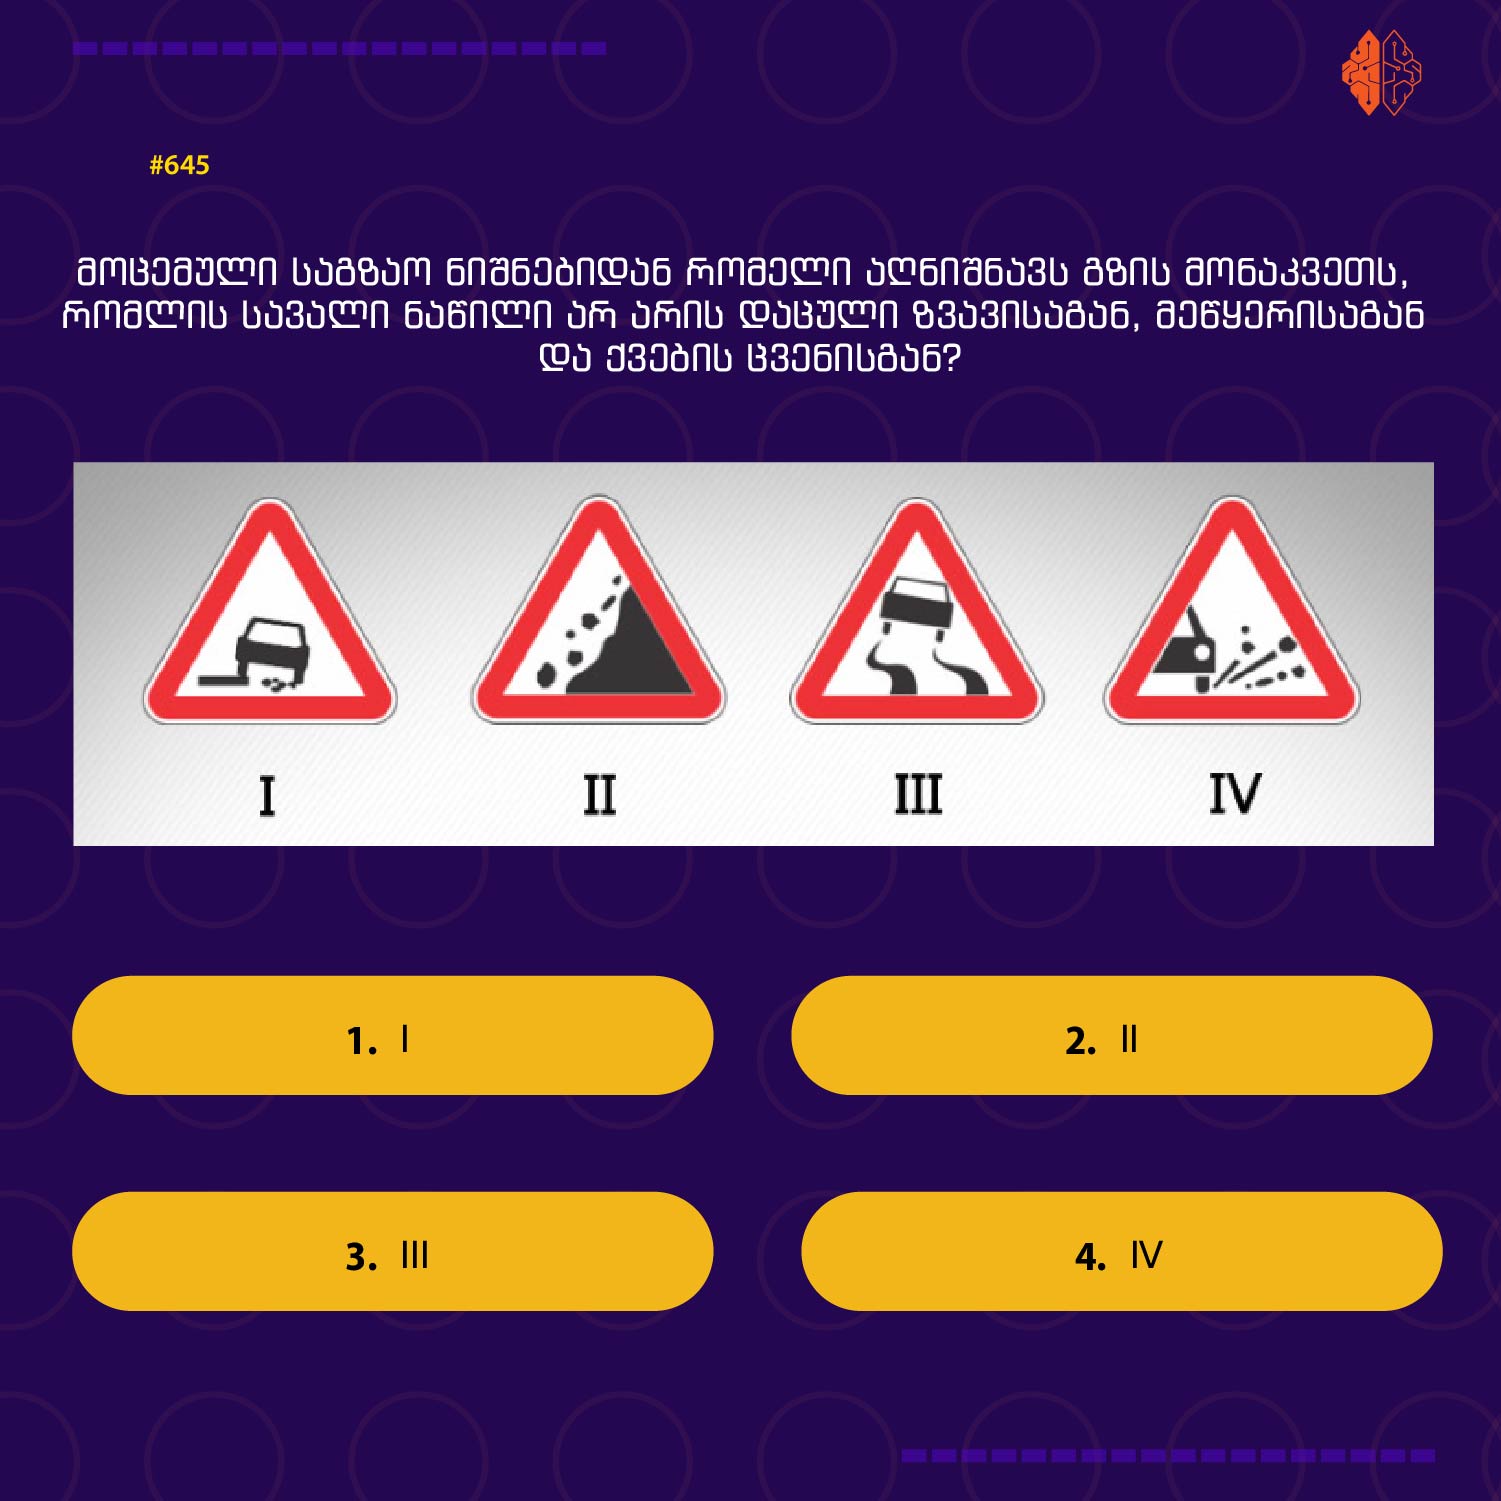 #645
მოცემული საგზაო ნიშნებიდან რომელი აღნიშნავს გზის მონაკვეთს,
რომლის სავალი ნაწილი არ არის დაცული ზვავისაგან, მეწყერისაგან
და ქვების ცვენისგან?
I II III IV
1. I
2. II
3. III
4. IV